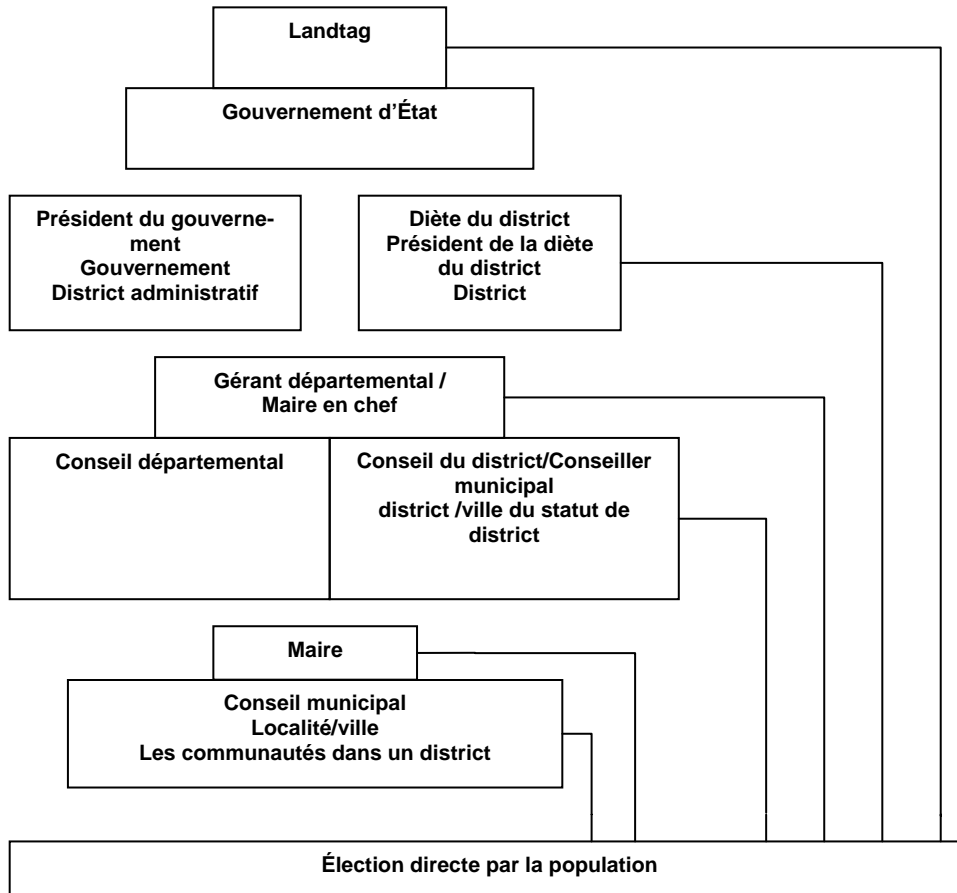 Landtag
Gouvernement d’État
Président du gouverne-
ment
Gouvernement
District administratif
Diète du district
Président de la diète
du district
District
Gérant départemental /
Maire en chef
Conseil départemental
Conseil du district/Conseiller
municipal
district /ville du statut de
district
Maire
Conseil municipal
Localité/ville
Les communautés dans un district
Élection directe par la population